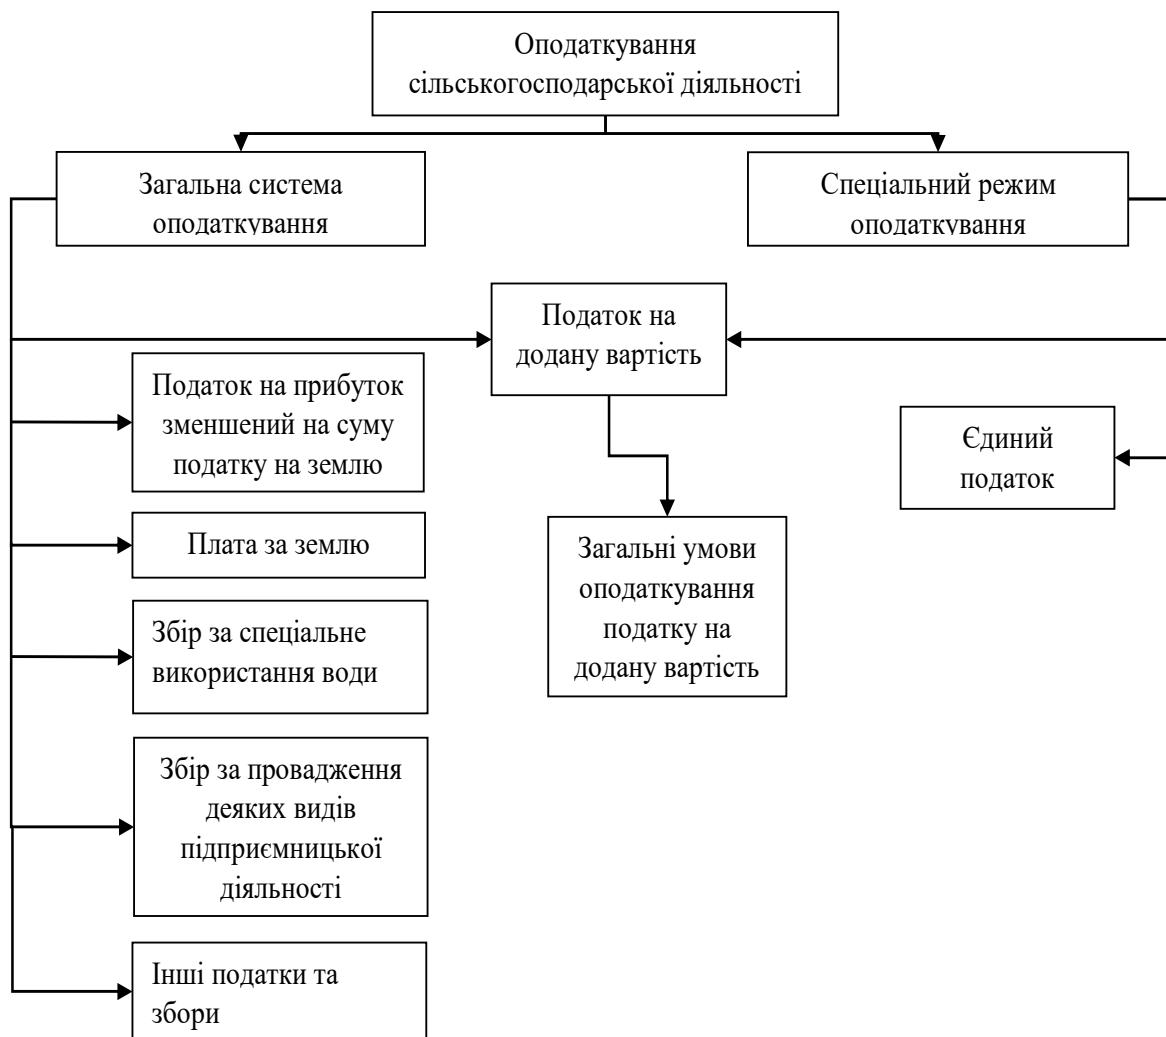 Оподаткування
сільськогосподарської діяльності
Загальна система
оподаткування
Спеціальний режим
оподаткування
Податок на
додану вартість
Податок на прибуток
зменшений на суму
податку на землю
Єдиний
податок
Плата за землю
Загальні умови
оподаткування
податку на
додану вартість
Збір за спеціальне
використання води
Збір за провадження
деяких видів
підприємницької
діяльності
Інші податки та
збори